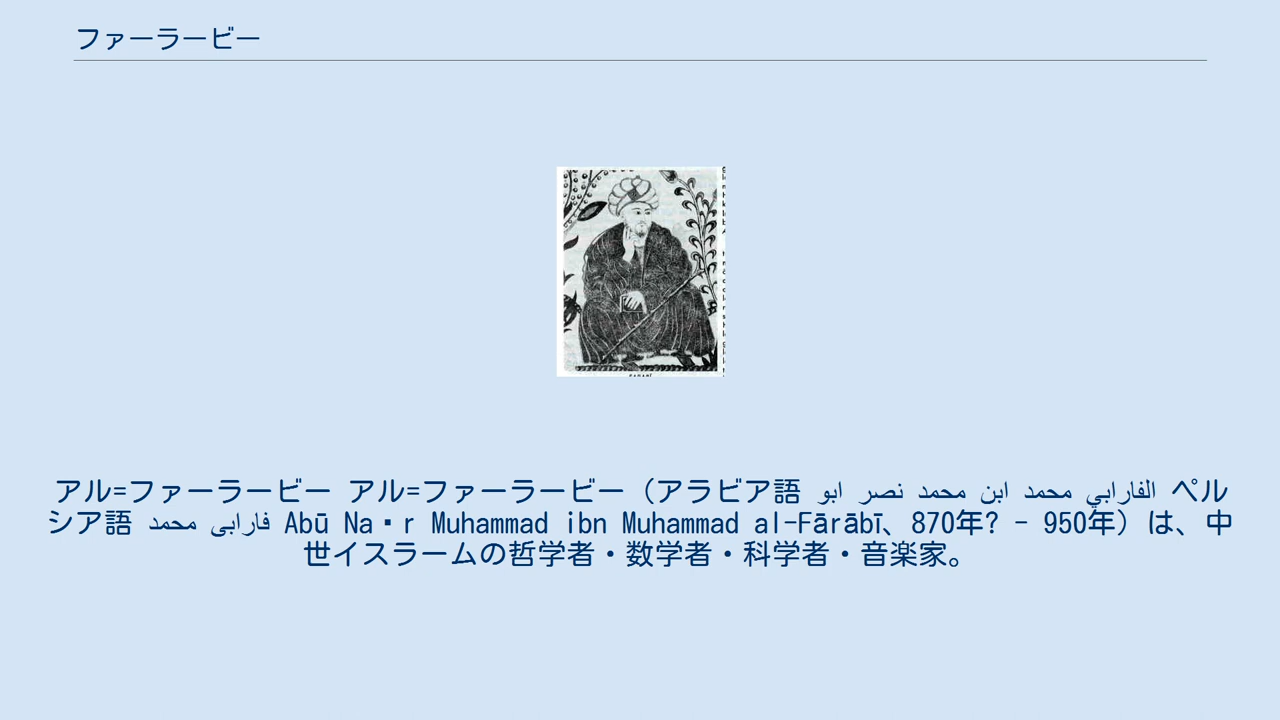 ファーラービー
アル=ファーラービー アル=ファーラービー（アラビア語 الفارابي محمد ابن محمد نصر ابو ペル
シア語 فارابی محمد Abū Na▪r Muhammad ibn Muhammad al-Fārābī、870年? - 950年）は、中
世イスラームの哲学者・数学者・科学者・音楽家。